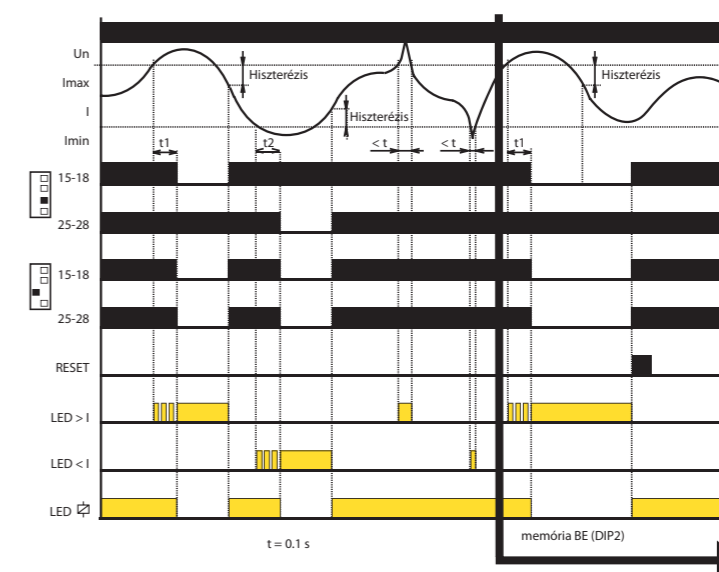 Un
Imax
I
Imin
Hiszterézis
Hiszterézis
Hiszterézis
t1
t2
< t
< t
t1
15-18
25-28
15-18
25-28
RESET
LED > I
LED < I
LED
t = 0.1 s
memória BE (DIP2)